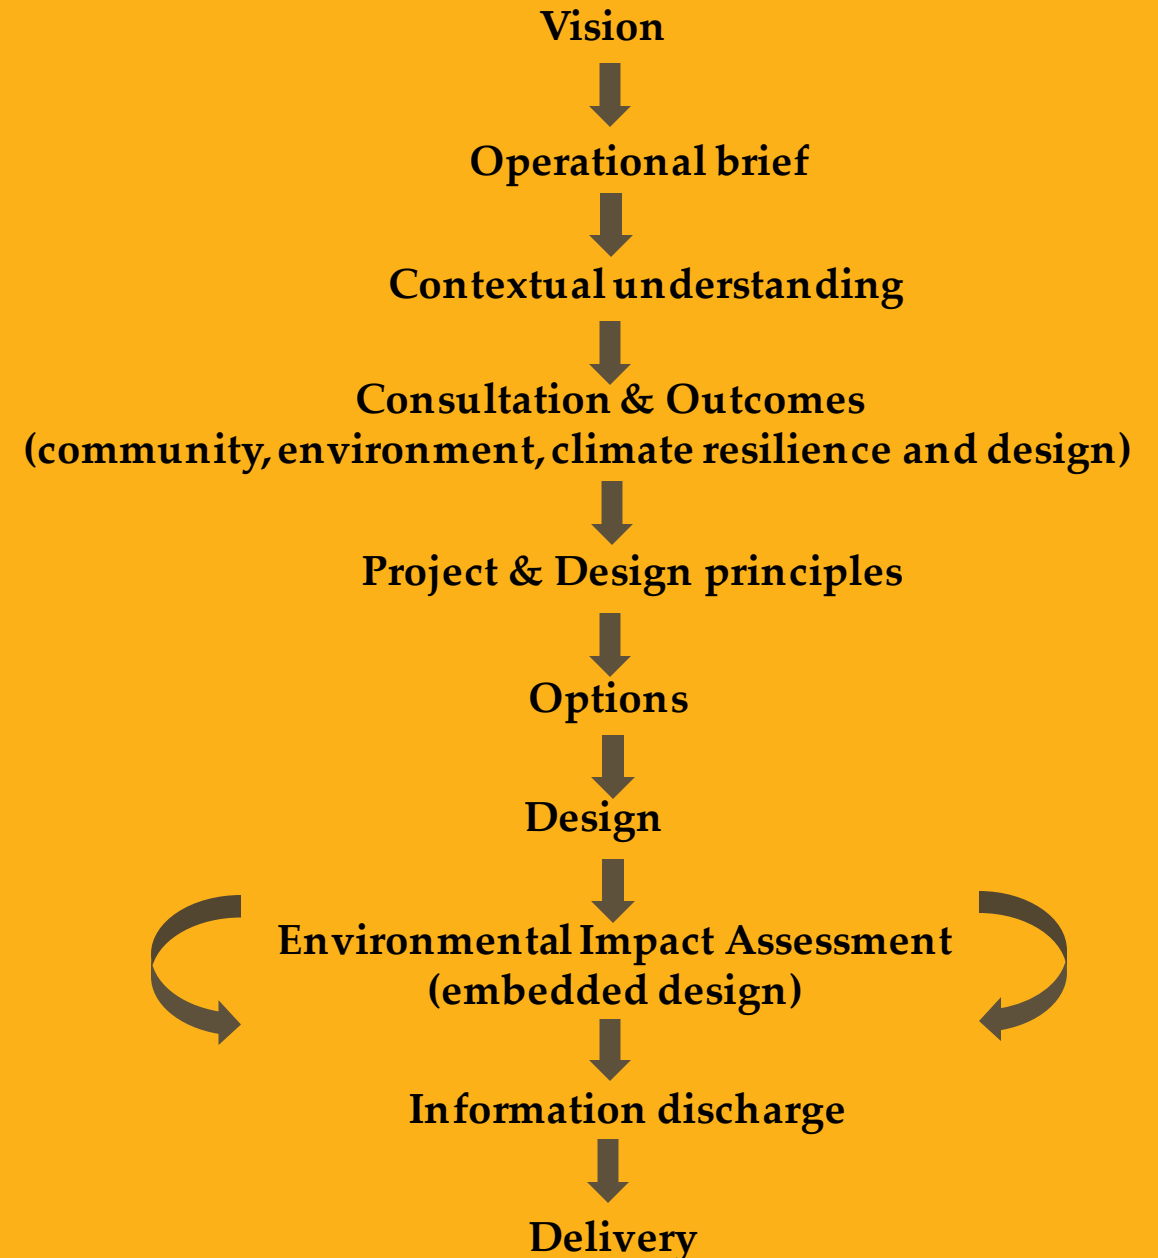 Vision
Operational brief
Contextual understanding
Consultation & Outcomes
(community, environment, climate resilience and design)
Project & Design principles
Options
Design
Environmental Impact Assessment
(embedded design)
Information discharge
Delivery